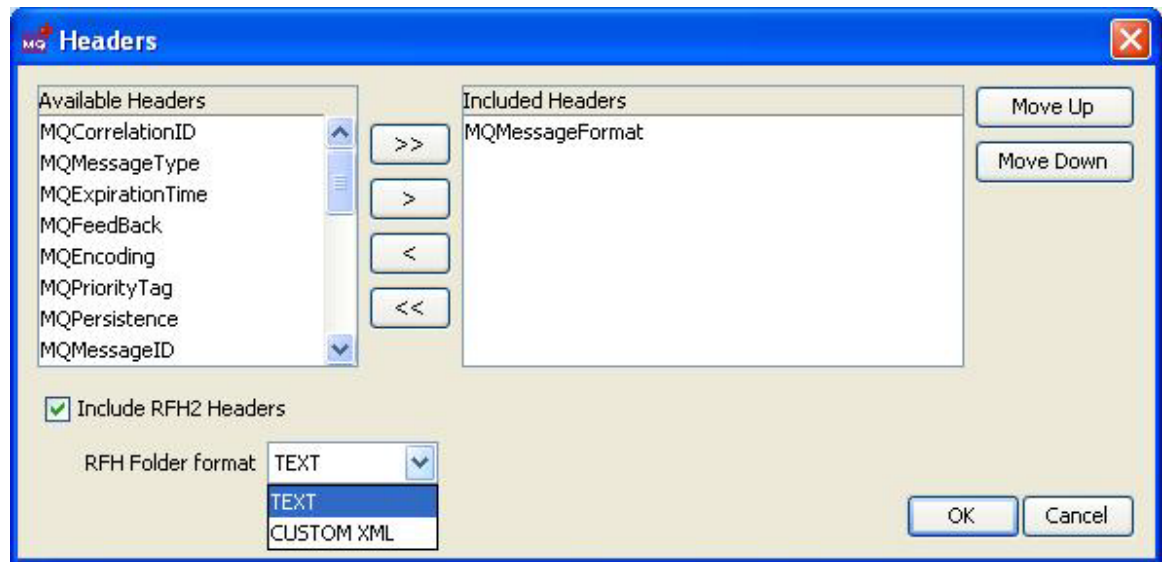 MQ Headers
Available Headers
MQCorrelationID
MQMessageType
MQExpirationTime
MQFeedBack
MQEncoding
MQPriorityTag
MQPersistence
MQMessageID
>>
>
<
<<
Included Headers
MQMessageFormat
Move Up
Move Down
Include RFH2 Headers
RFH Folder format TEXT
TEXT
CUSTOM XML
OK Cancel